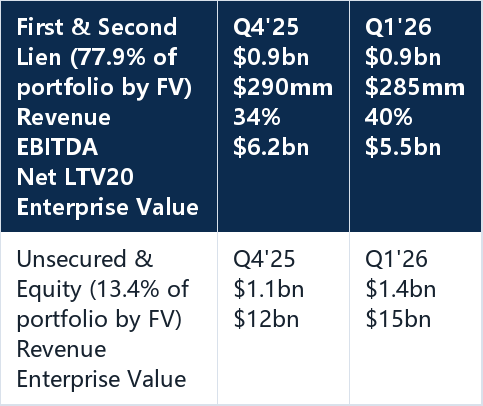 First & Second
Lien (77.9% of
portfolio by FV)
Revenue
EBITDA
Net LTV20
Enterprise Value
Q4'25
$0.9bn
$290mm
34%
$6.2bn
Q1'26
$0.9bn
$285mm
40%
$5.5bn
Unsecured &
Equity (13.4% of
portfolio by FV)
Revenue
Enterprise Value
Q4'25
$1.1bn
$12bn
Q1'26
$1.4bn
$15bn